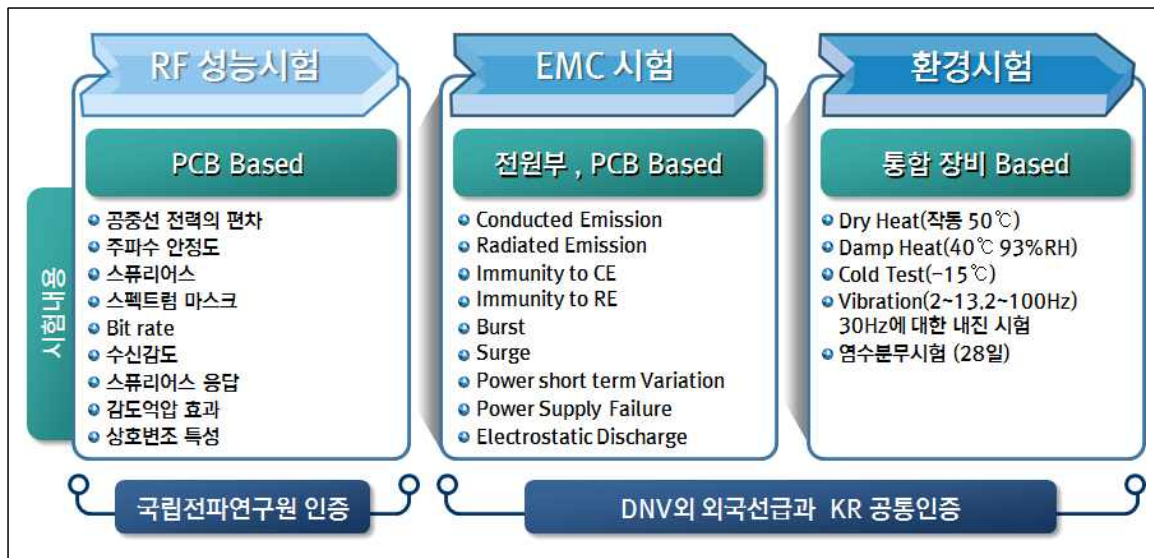 RF 성능시험
PCB Based
시험내용
공중선 전력의 편차
주파수 안정도
스퓨리어스
스펙트럼 마스크
Bit rate
수신감도
스퓨리어스 응답
감도억압 효과
상호변조 특성
국립전파연구원 인증
EMC 시험
전원부 , PCB Based
Conducted Emission
Radiated Emission
Immunity to CE
Immunity to RE
Burst
Surge
Power short term Variation
Power Supply Failure
Electrostatic Discharge
환경시험
통합 장비 Based
Dry Heat(작동 50℃)
Damp Heat(40℃ 93%RH)
Cold Test(-15℃)
Vibration(2~13.2~100Hz)
30Hz에 대한 내진 시험
염수분무시험 (28일)
DNV외 외국선급과 KR 공통인증